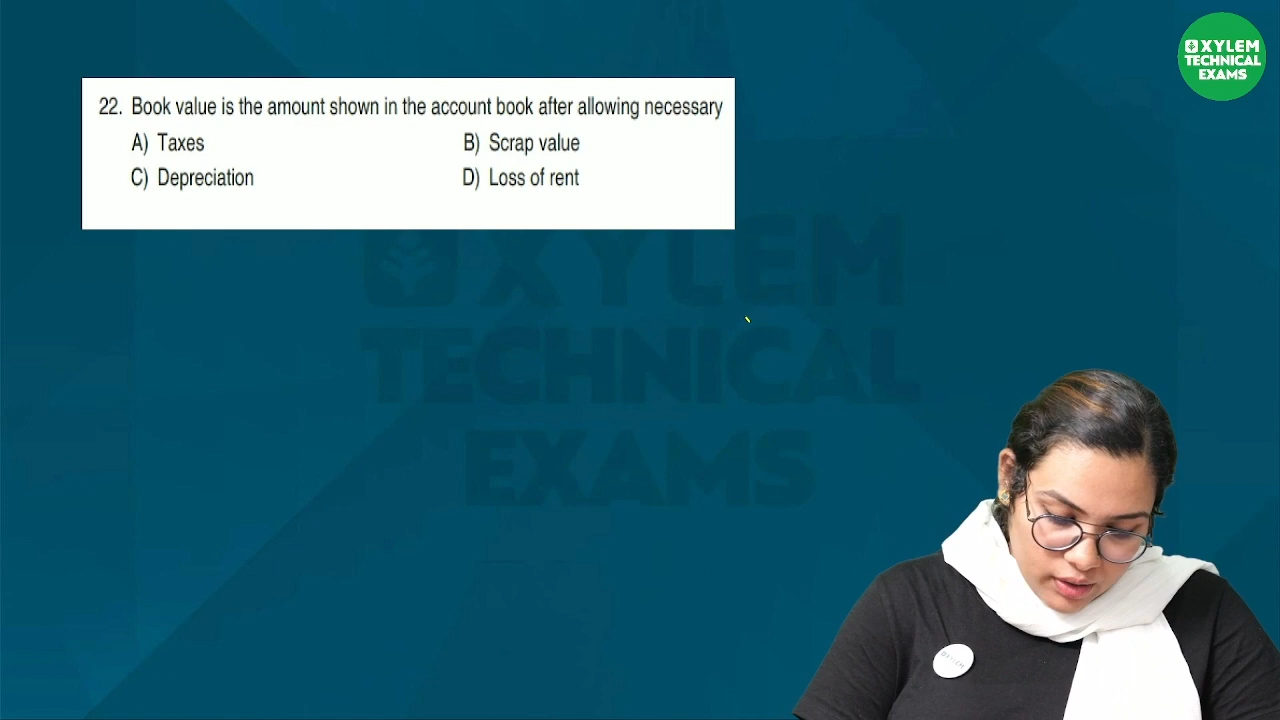 XYLEM
TECHNICAL
EXAMS
22. Book value is the amount shown in the account book after allowing necessary
A) Taxes B) Scrap value
C) Depreciation D) Loss of rent
XYLEM
TECHNICAL
EXAMS
XYLEM